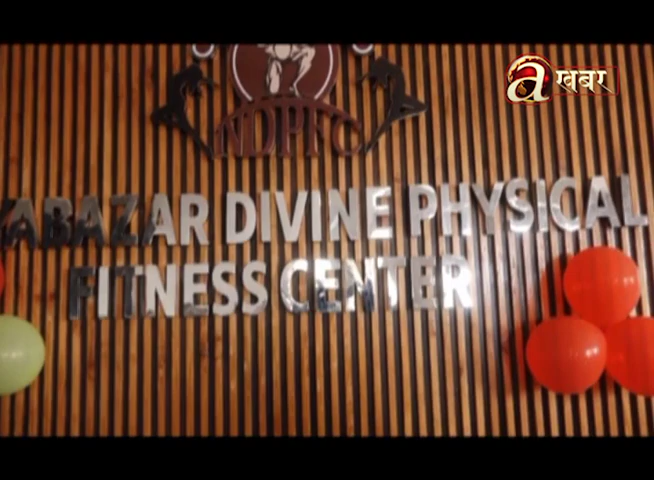 a खबर
NDPFC
ABAZAR DIVINE PHYSICAL
FITNESS CENTER